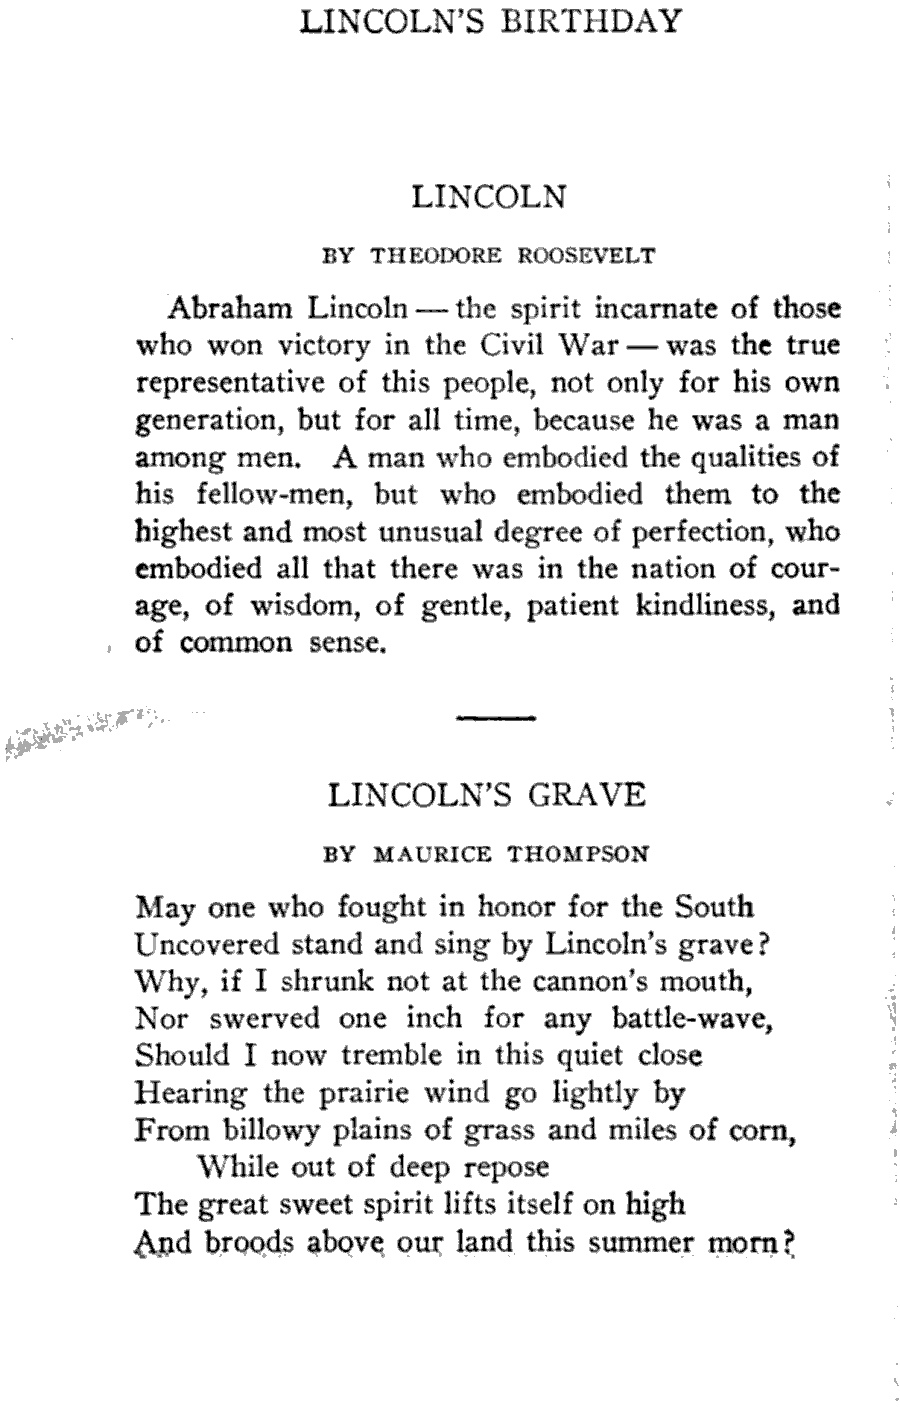 LINCOLN'S BIRTHDAY
LINCOLN
BY THEODORE ROOSEVELT
Abraham Lincoln — the spirit incarnate of those
who won victory in the Civil War — was the true
representative of this people, not only for his own
generation, but for all time, because he was a man
among men. A man who embodied the qualities of
his fellow-men, but who embodied them to the
highest and most unusual degree of perfection, who
embodied all that there was in the nation of cour-
age, of wisdom, of gentle, patient kindliness, and
of common sense.
LINCOLN'S GRAVE
BY MAURICE THOMPSON
May one who fought in honor for the South
Uncovered stand and sing by Lincoln's grave?
Why, if I shrunk not at the cannon's mouth,
Nor swerved one inch for any battle-wave,
Should I now tremble in this quiet close
Hearing the prairie wind go lightly by
From billowy plains of grass and miles of corn,
While out of deep repose
The great sweet spirit lifts itself on high
And broods above our land this summer morn?